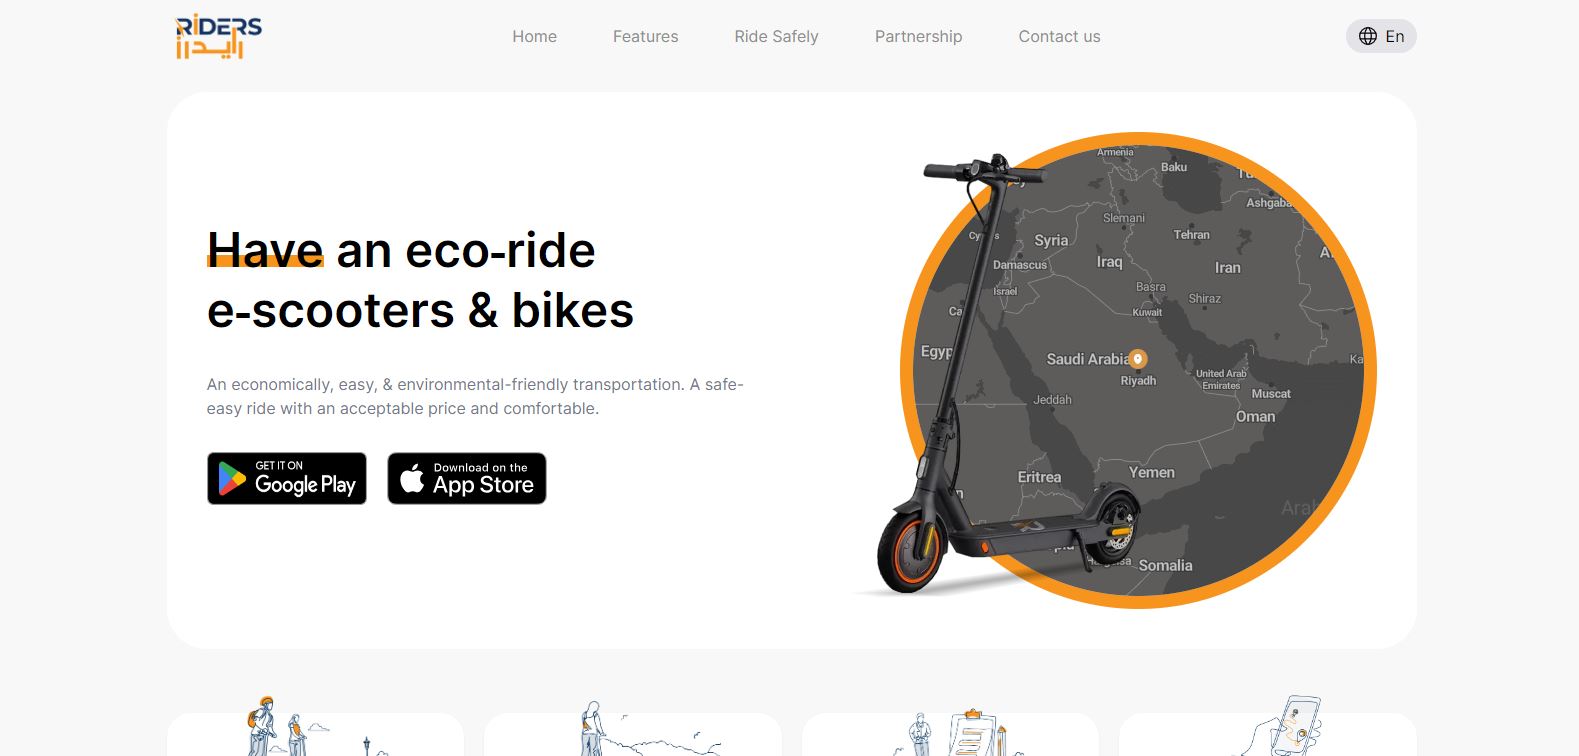 RiDERS
رايدرز
Home
Features
Ride Safely
Partnership
Contact us
En
Have an eco-ride
e-scooters & bikes
An economically, easy, & environmental-friendly transportation. A safe-
easy ride with an acceptable price and comfortable.
GET IT ON
Google Play
Download on the
App Store
Armenia
Baku
Ashgaba
Slemani
Tehran
Syria
Damascus
Iraq
Iran
Israel
Basra
Shiraz
Kuwait
Egyp
Saudi Arabia
Riyadh
United Arab
Emirates
Muscat
Jeddah
Oman
Eritrea
Yemen
Arab
Somalia